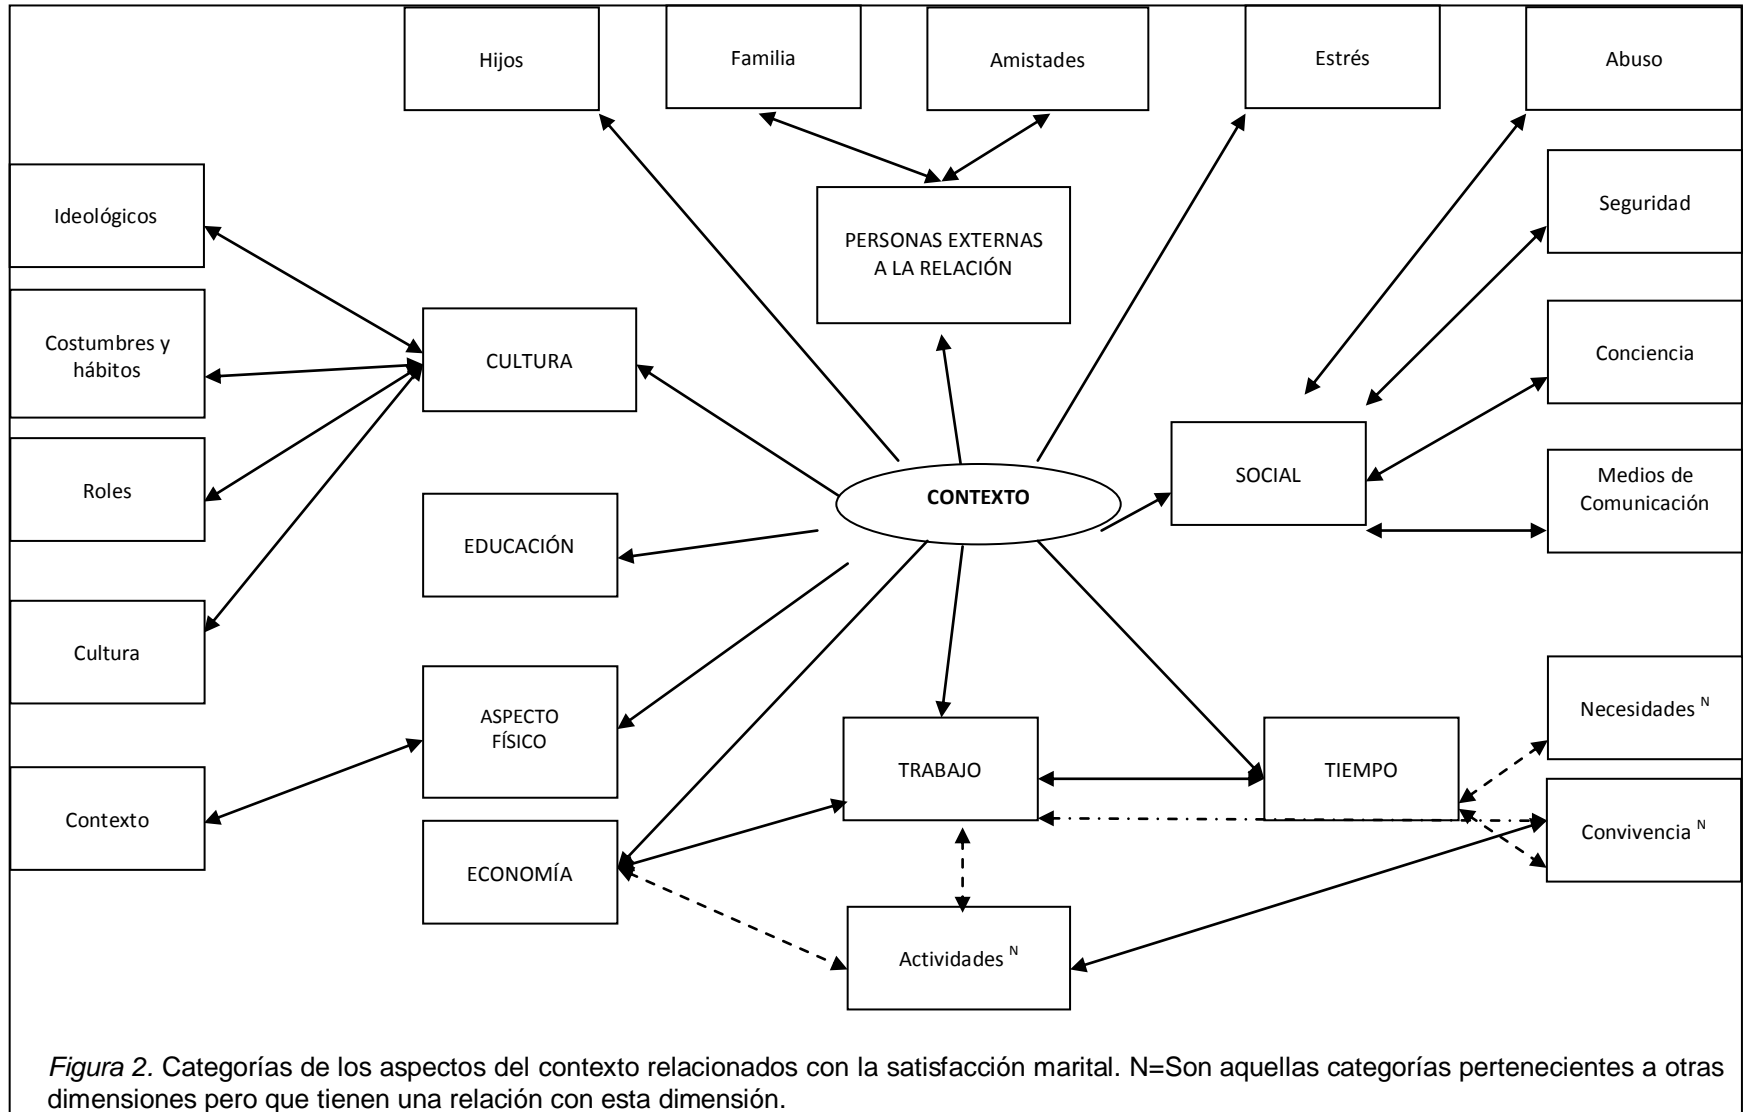 Hijos
Familia
Amistades
Estrés
Abuso
Ideológicos
Seguridad
PERSONAS EXTERNAS
A LA RELACIÓN
Costumbres y
hábitos
CULTURA
Conciencia
Roles
EDUCACIÓN
CONTEXTO
SOCIAL
Medios de
Comunicación
Cultura
ASPECTO
FÍSICO
Necesidades N
Contexto
TRABAJO
TIEMPO
Convivencia N
ECONOMÍA
Actividades N
Figura 2. Categorías de los aspectos del contexto relacionados con la satisfacción marital. N=Son aquellas categorías pertenecientes a otras
dimensiones pero que tienen una relación con esta dimensión.